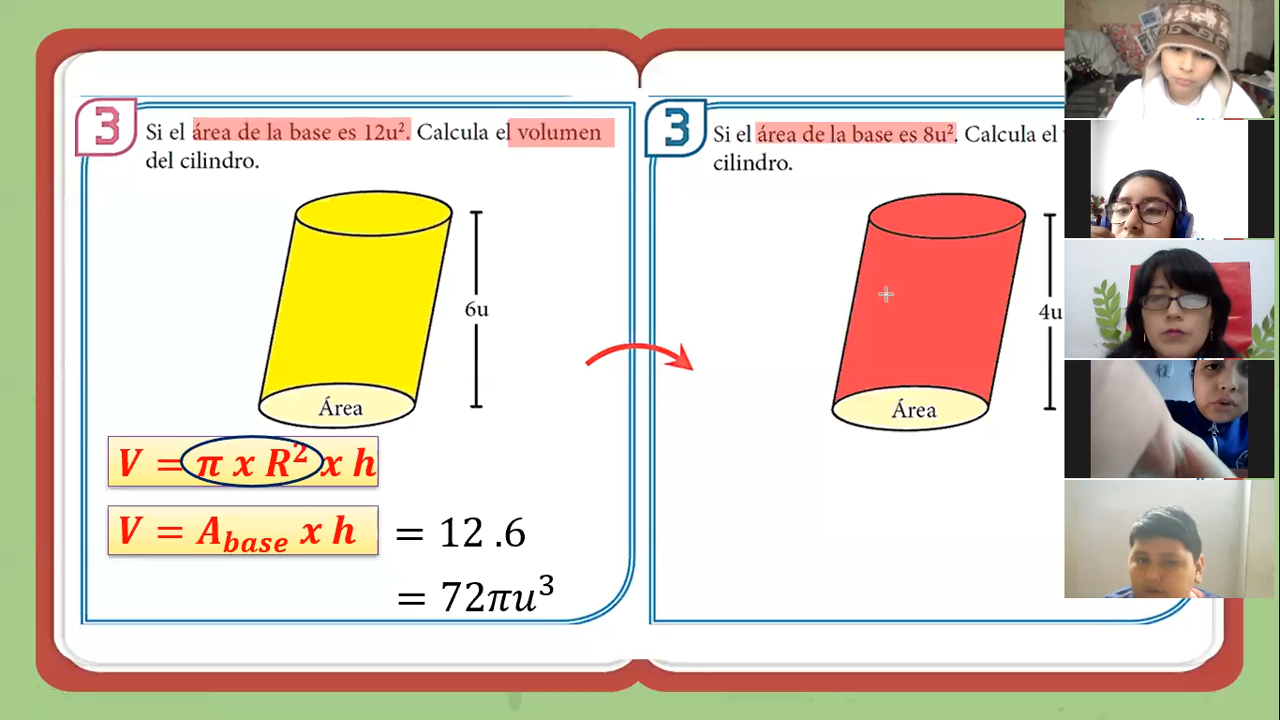 3
Si el área de la base es 12u². Calcula el volumen
del cilindro.
6u
Área
V = π x R² x h
V = A_base x h
= 12 .6
= 72πu³
3
Si el área de la base es 8u². Calcula el
cilindro.
4u
Área